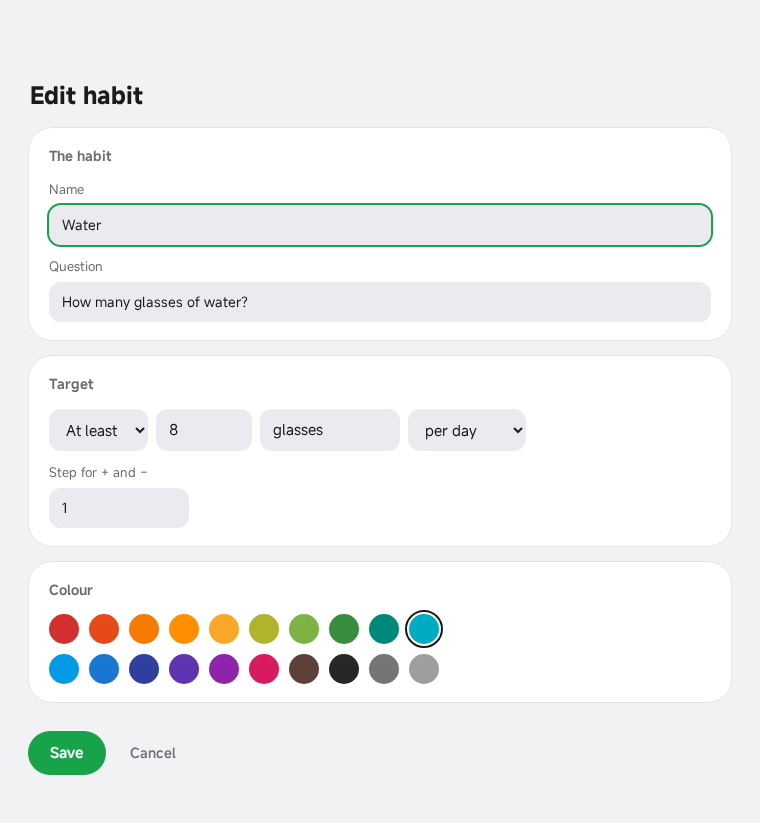 Edit habit
The habit
Name
Water
Question
How many glasses of water?
Target
At least 8 glasses per day
Step for + and −
1
Colour
Save Cancel